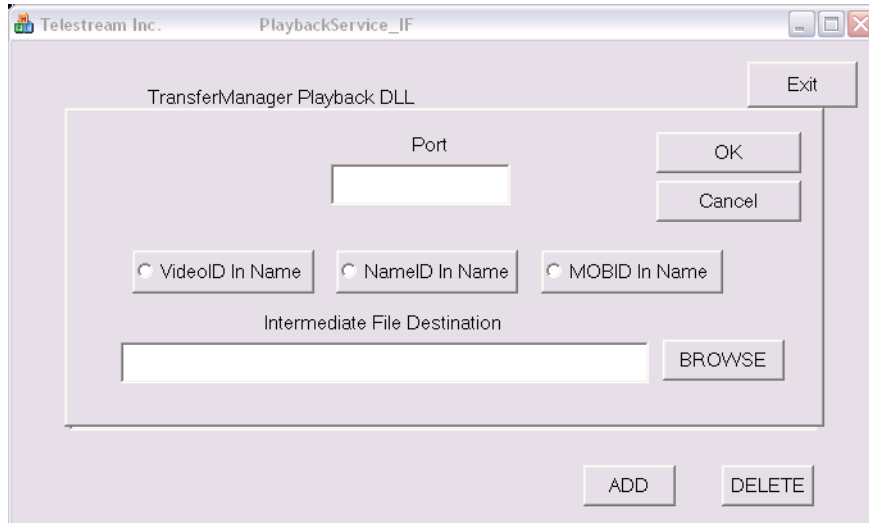 Telestream Inc. PlaybackService_IF
Exit
TransferManager Playback DLL
Port
OK
Cancel
VideoID In Name NameID In Name MOBID In Name
Intermediate File Destination
BROWSE
ADD DELETE